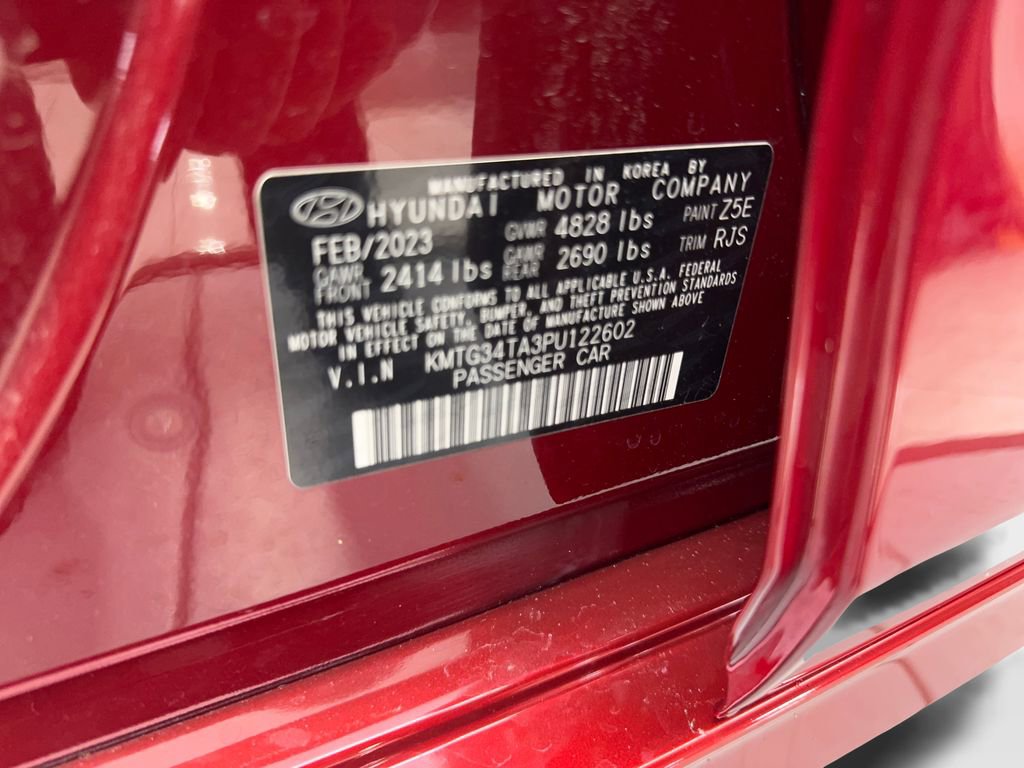 MANUFACTURED IN KOREA BY
HYUNDAI MOTOR COMPANY
FEB/2023 GVWR 4828 lbs PAINT Z5E
GAWR FRONT 2414 lbs GAWR REAR 2690 lbs TRIM RJS
THIS VEHICLE CONFORMS TO ALL APPLICABLE U.S.A. FEDERAL
MOTOR VEHICLE SAFETY, BUMPER, AND THEFT PREVENTION STANDARDS
IN EFFECT ON THE DATE OF MANUFACTURE SHOWN ABOVE
V.I.N KMTG34TA3PU122602
PASSENGER CAR